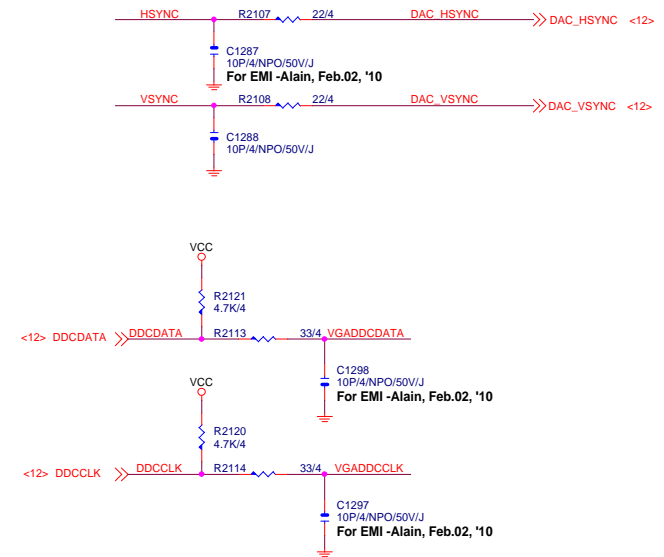 HSYNC R2107 22/4 DAC_HSYNC DAC_HSYNC <12>
C1287
10P/4/NPO/50V/J
For EMI -Alain, Feb.02, '10
VSYNC R2108 22/4 DAC_VSYNC DAC_VSYNC <12>
C1288
10P/4/NPO/50V/J
VCC
R2121
4.7K/4
<12> DDCDATA DDCDATA R2113 33/4 VGADDCDATA
C1298
10P/4/NPO/50V/J
For EMI -Alain, Feb.02, '10
VCC
R2120
4.7K/4
<12> DDCCLK DDCCLK R2114 33/4 VGADDCCLK
C1297
10P/4/NPO/50V/J
For EMI -Alain, Feb.02, '10